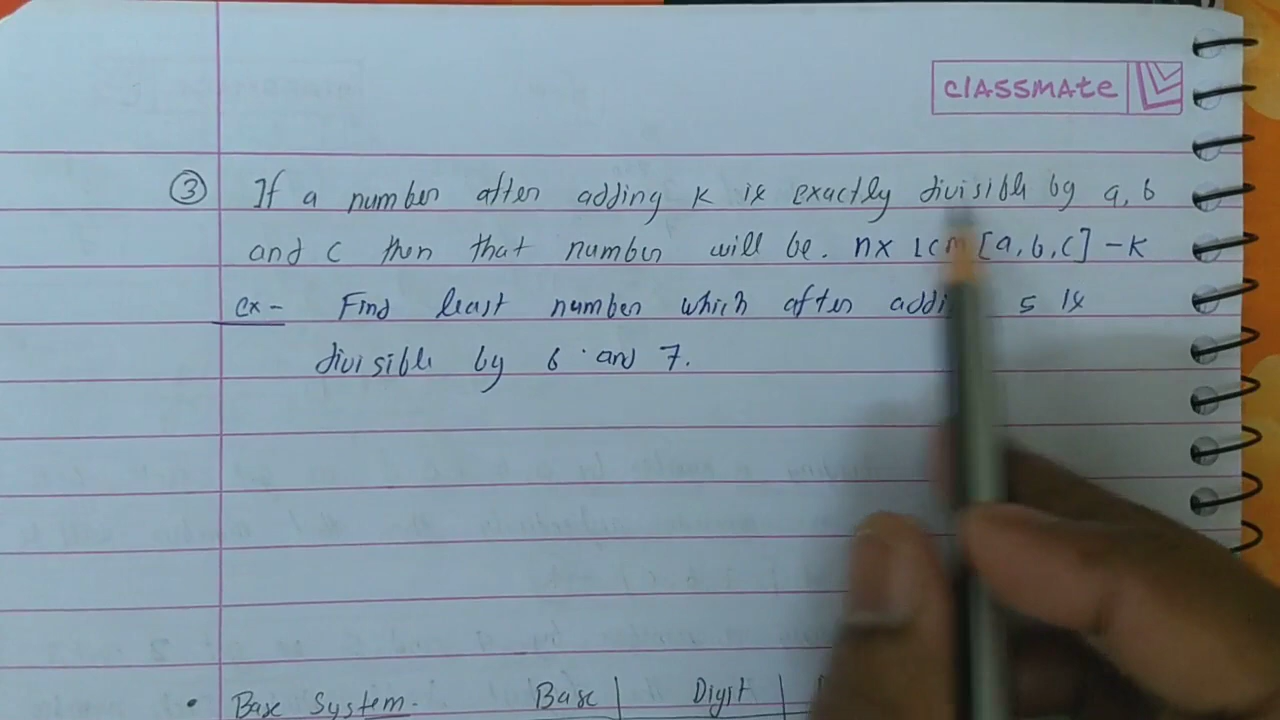 classmate
③ If a number after adding K is exactly divisible by a, b
and c then that number will be. n× LCM [a, b, c] - K
ex- Find least number which after 5 is
divisible by 6 and 7.
• Base System. Base Digit